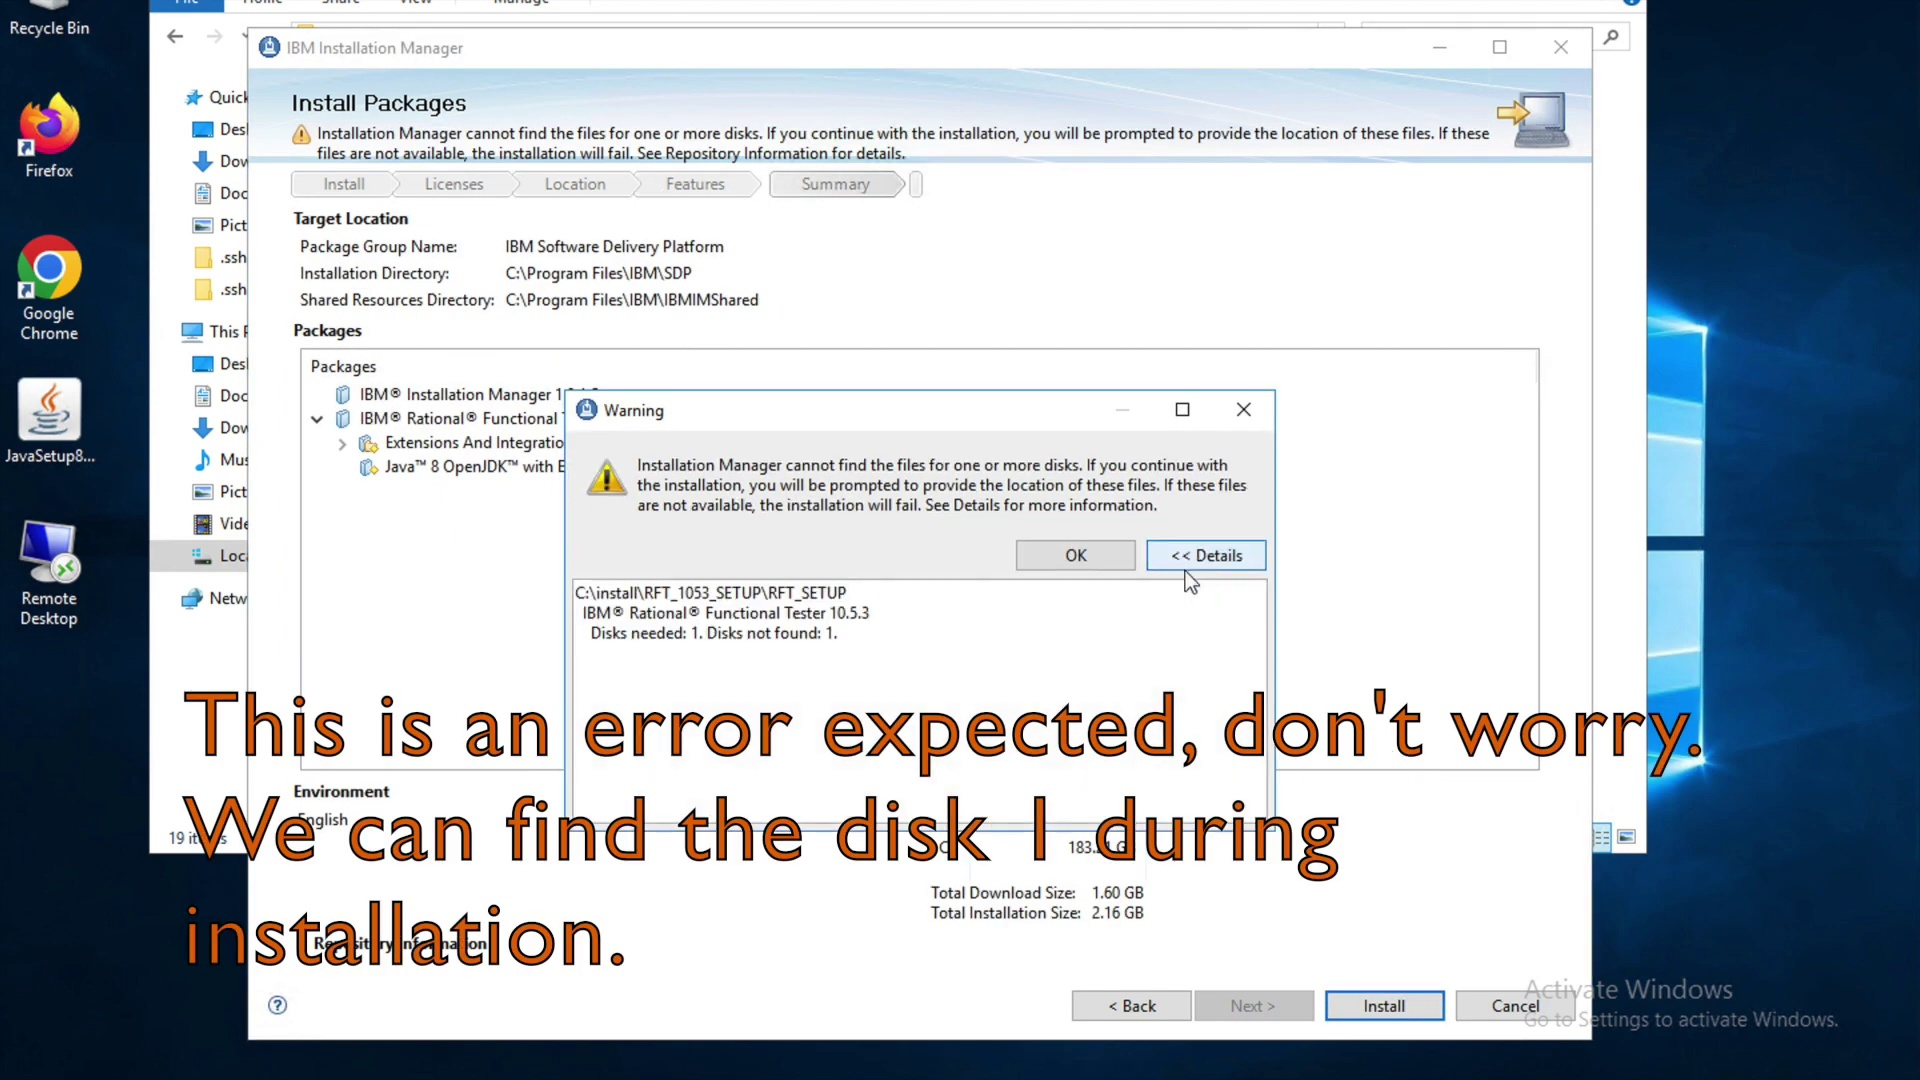 Recycle Bin
IBM Installation Manager
Install Packages
Installation Manager cannot find the files for one or more disks. If you continue with the installation, you will be prompted to provide the location of these files. If these
files are not available, the installation will fail. See Repository Information for details.
Install
Licenses
Location
Features
Summary
Firefox
Google
Chrome
JavaSetup8...
Remote
Desktop
Quick
.ssh
.ssh
Target Location
Package Group Name: IBM Software Delivery Platform
Installation Directory: C:\Program Files\IBM\SDP
Shared Resources Directory: C:\Program Files\IBM\IBMIMShared
Packages
Packages
IBM® Installation Manager
IBM® Rational® Functional
Extensions And Integratio
Java™ 8 OpenJDK™ with E
Warning
Installation Manager cannot find the files for one or more disks. If you continue with
the installation, you will be prompted to provide the location of these files. If these files
are not available, the installation will fail. See Details for more information.
OK
<< Details
C:\install\RFT_1053_SETUP\RFT_SETUP
IBM® Rational® Functional Tester 10.5.3
Disks needed: 1. Disks not found: 1.
This is an error expected, don't worry.
We can find the disk 1 during
installation.
Environment
English
Total Download Size: 1.60 GB
Total Installation Size: 2.16 GB
Repository Information
< Back
Next >
Install
Cancel
Activate Windows
Go to Settings to activate Windows.